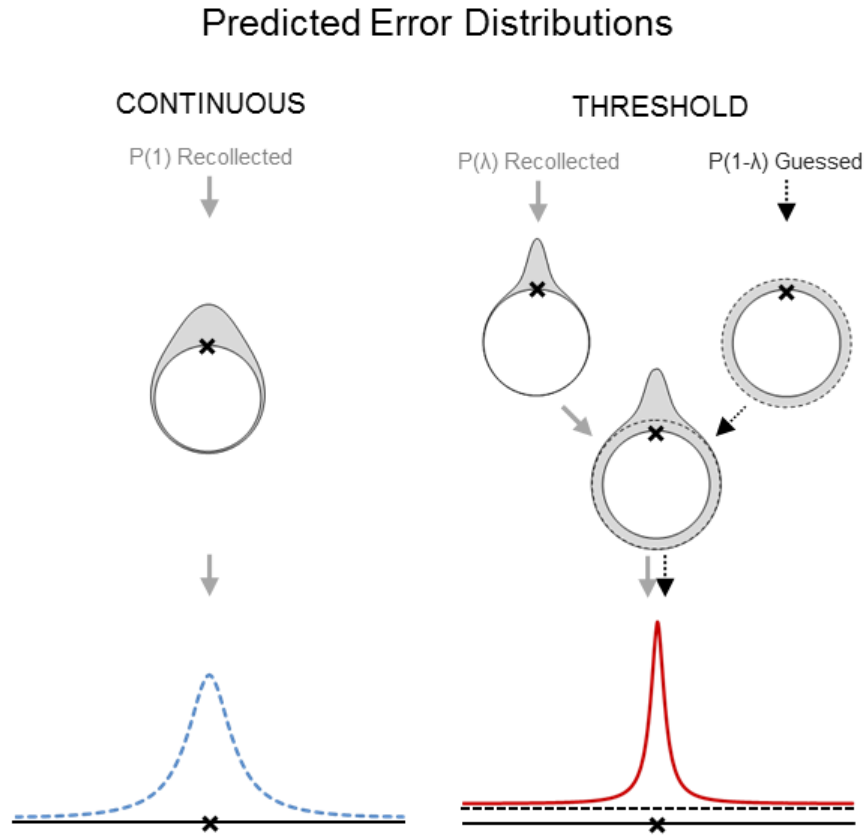 Predicted Error Distributions
CONTINUOUS
THRESHOLD
P(1) Recollected
P(λ) Recollected
P(1-λ) Guessed